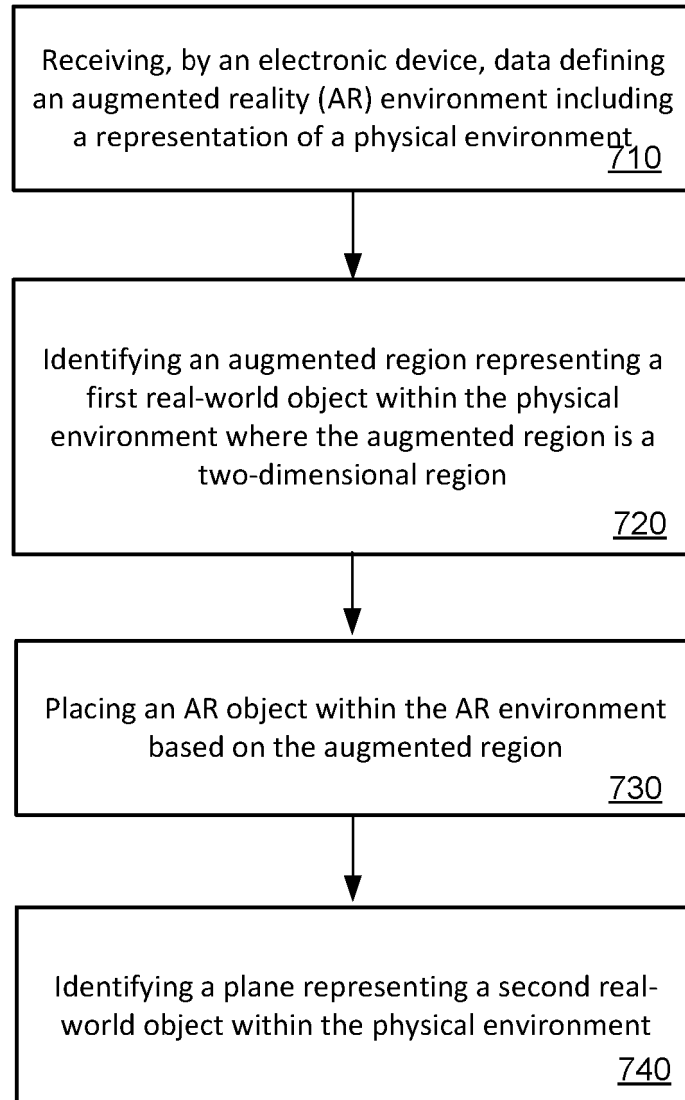 Receiving, by an electronic device, data defining
an augmented reality (AR) environment including
a representation of a physical environment
710
Identifying an augmented region representing a
first real-world object within the physical
environment where the augmented region is a
two-dimensional region
720
Placing an AR object within the AR environment
based on the augmented region
730
Identifying a plane representing a second real-
world object within the physical environment
740